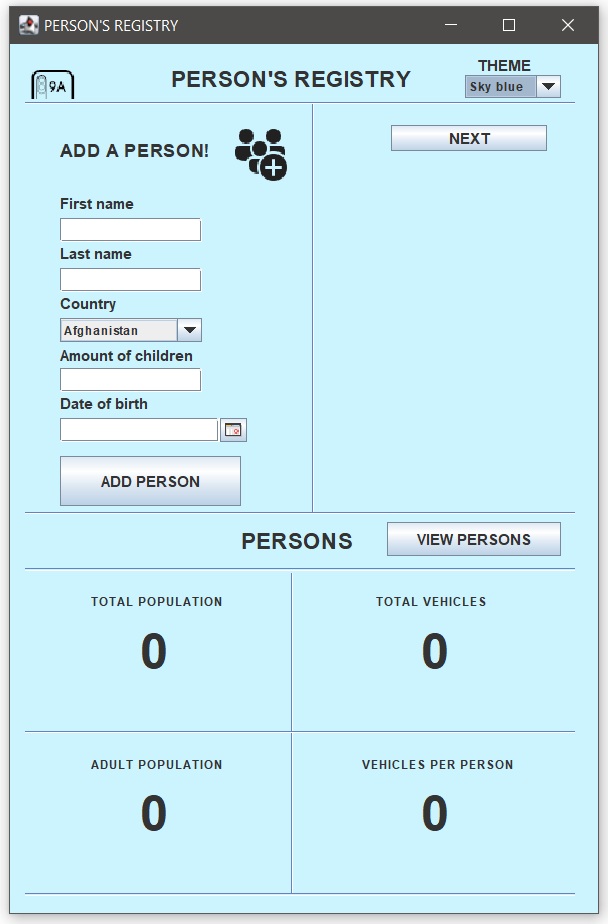 PERSON'S REGISTRY
9A
PERSON'S REGISTRY
THEME
Sky blue
ADD A PERSON!
NEXT
First name
Last name
Country
Afghanistan
Amount of children
Date of birth
ADD PERSON
PERSONS
VIEW PERSONS
TOTAL POPULATION
TOTAL VEHICLES
0
0
ADULT POPULATION
VEHICLES PER PERSON
0
0